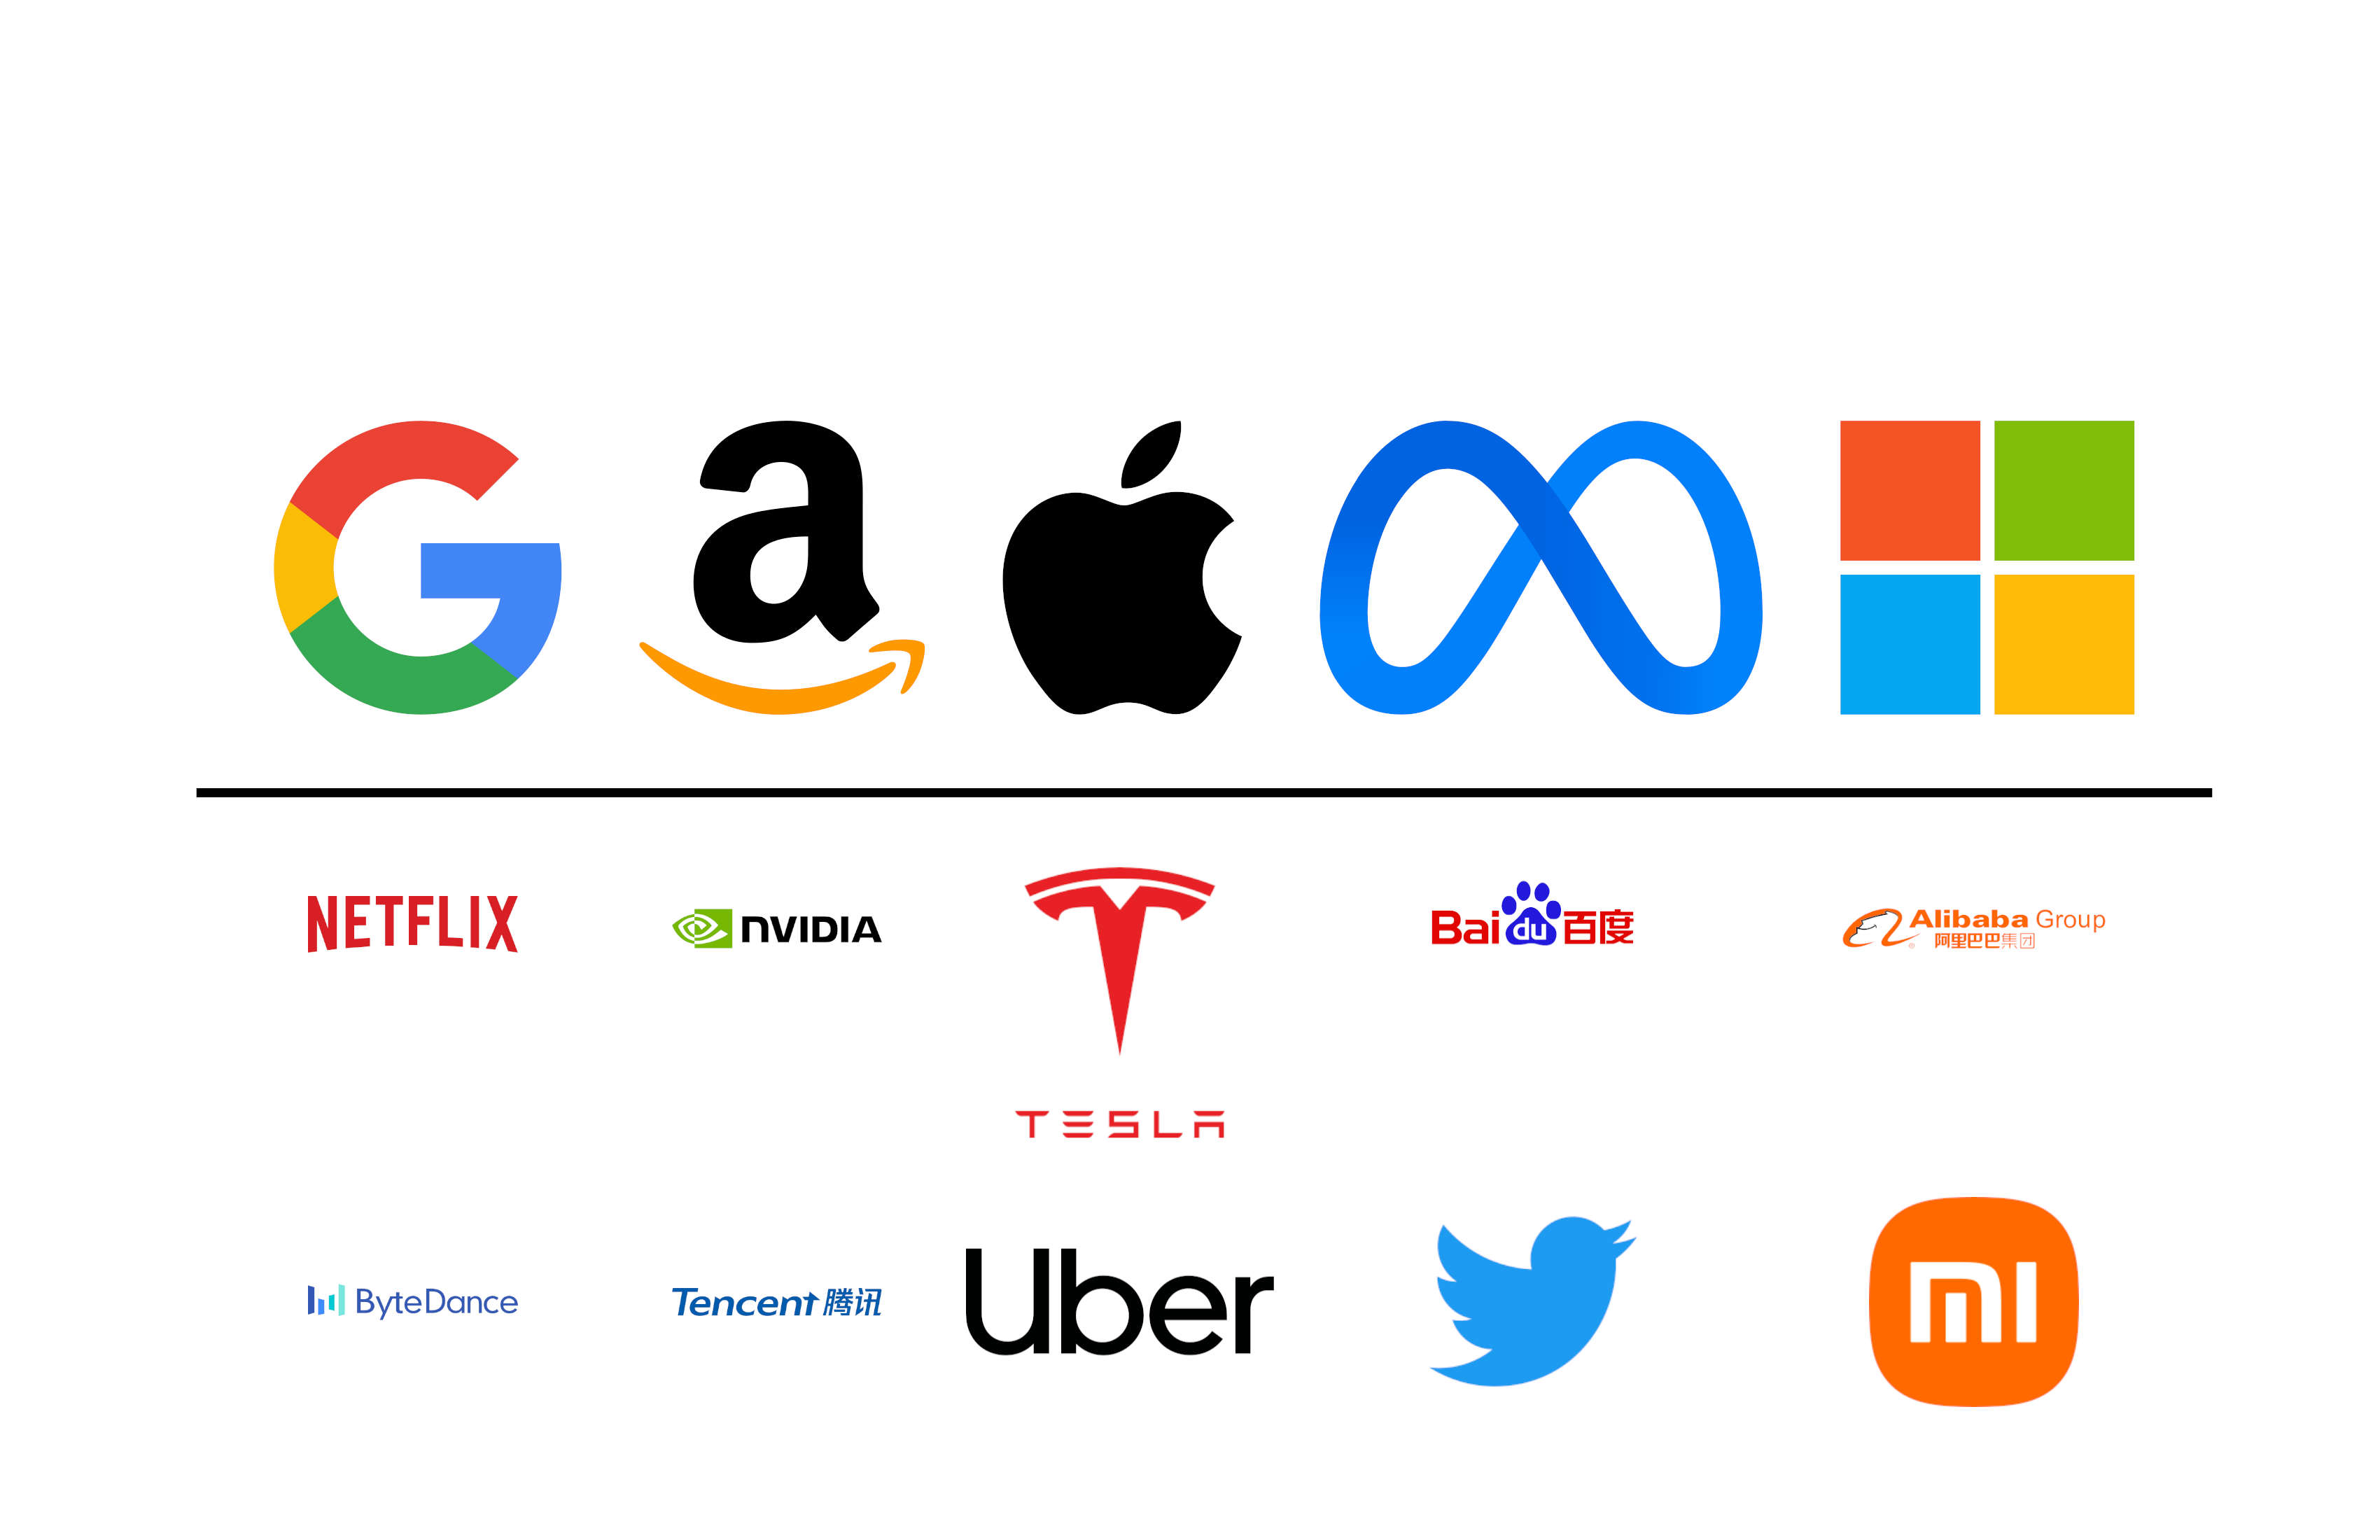 G
a
NETFLIX
NVIDIA
TESLA
Bai du 百度
Alibaba Group
阿里巴巴集团
ByteDance
Tencent 腾讯
Uber
mi